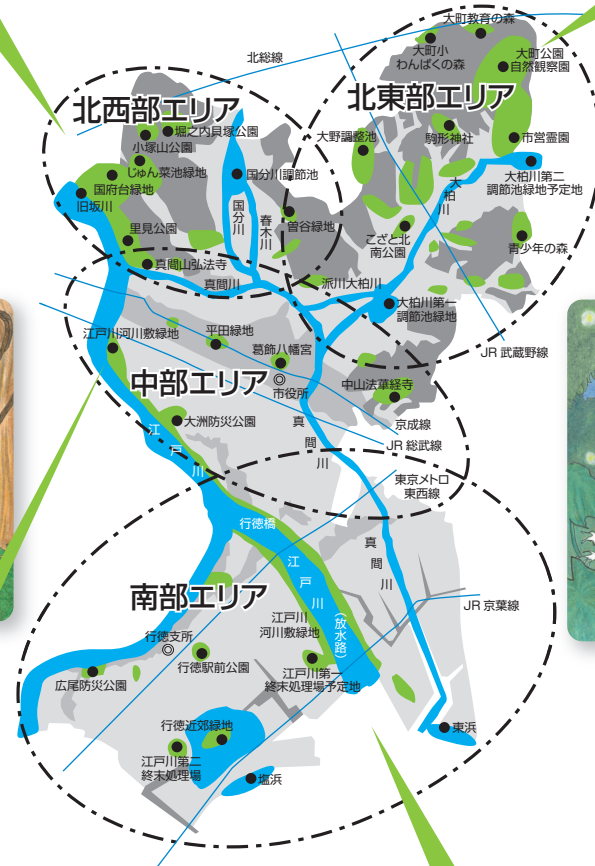 大町教育の森
大町小
わんぱくの森
大町公園
自然観察園
北総線
北西部エリア
北東部エリア
堀之内貝塚公園
小塚山公園
じゅん菜池緑地
国府台緑地
旧坂川
里見公園
真間山弘法寺
国分川調節池
国分川
春木川
曽谷緑地
真間川
大野調整池
駒形神社
市営霊園
大柏川
大柏川第二
調節池緑地予定地
こざと北
南公園
青少年の森
派川大柏川
大柏川第一
調節池緑地
JR 武蔵野線
江戸川河川敷緑地
平田緑地
葛飾八幡宮
中部エリア
市役所
中山法華経寺
大洲防災公園
江戸川
真間川
京成線
JR 総武線
東京メトロ
東西線
行徳橋
真間川
江戸川
(放水路)
南部エリア
江戸川
河川敷緑地
JR 京葉線
行徳支所
行徳駅前公園
江戸川第一
終末処理場予定地
広尾防災公園
行徳近郊緑地
東浜
江戸川第二
終末処理場
塩浜